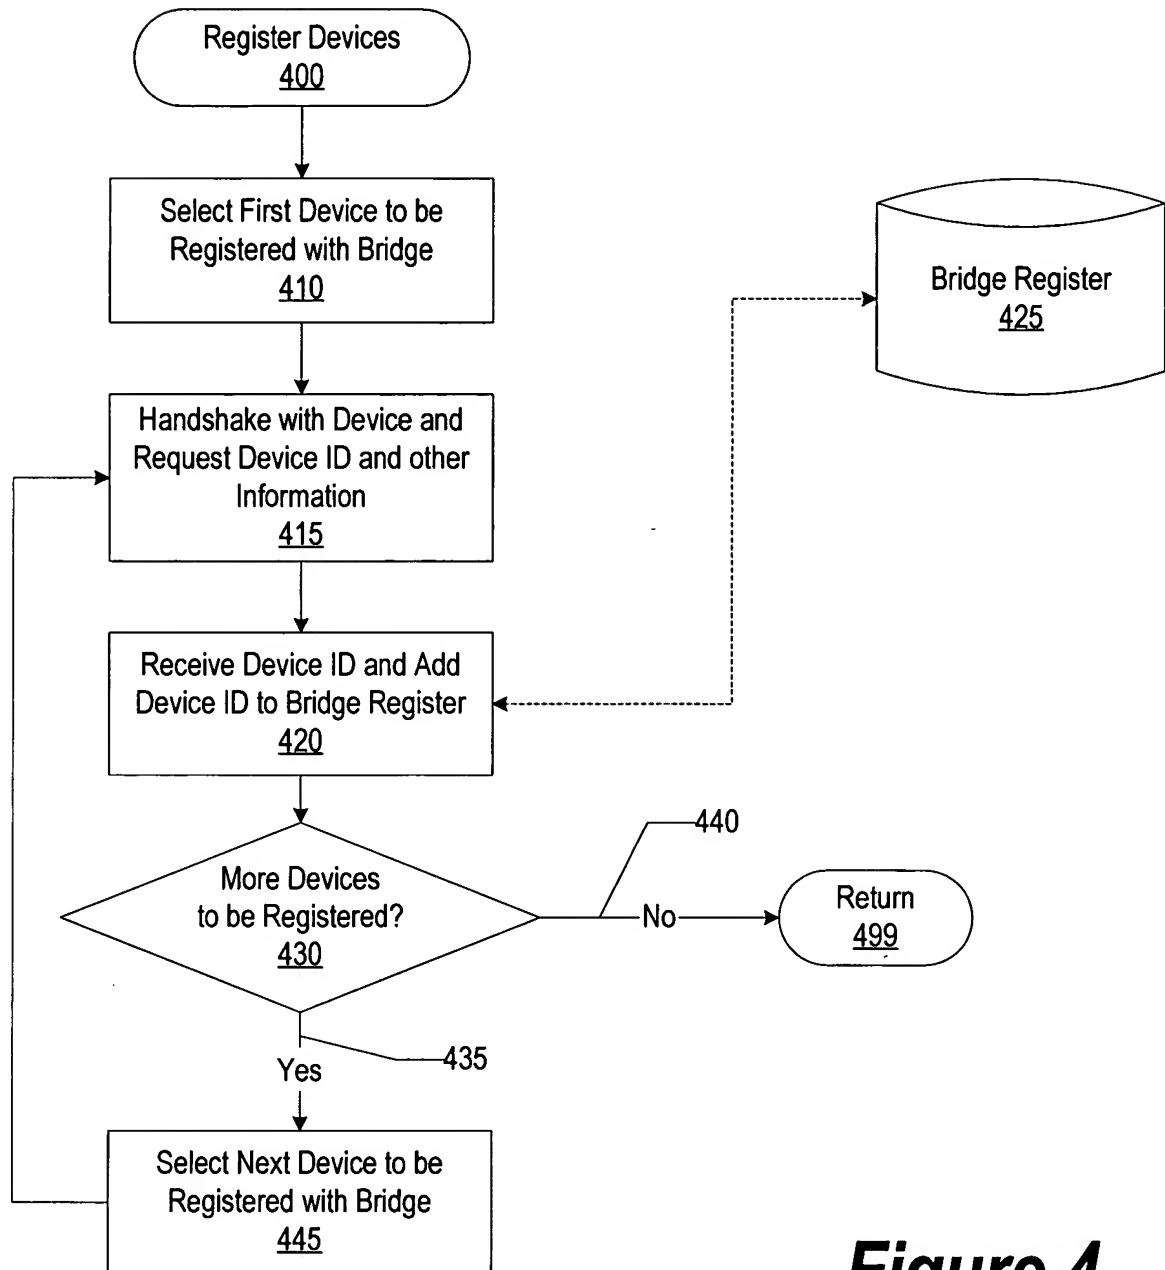 Register Devices
400
Select First Device to be
Registered with Bridge
410
Bridge Register
425
Handshake with Device and
Request Device ID and other
Information
415
Receive Device ID and Add
Device ID to Bridge Register
420
440
More Devices
to be Registered?
430
No
Return
499
435
Yes
Select Next Device to be
Registered with Bridge
445
Figure 4